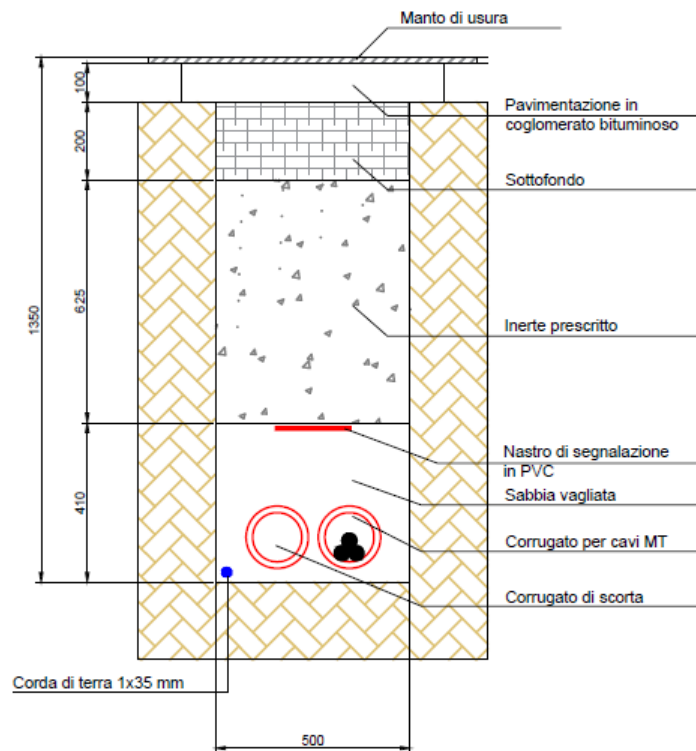 Manto di usura
100
Pavimentazione in
coglomerato bituminoso
200
Sottofondo
625
1350
Inerte prescritto
Nastro di segnalazione
in PVC
410
Sabbia vagliata
Corrugato per cavi MT
Corrugato di scorta
Corda di terra 1x35 mm
500